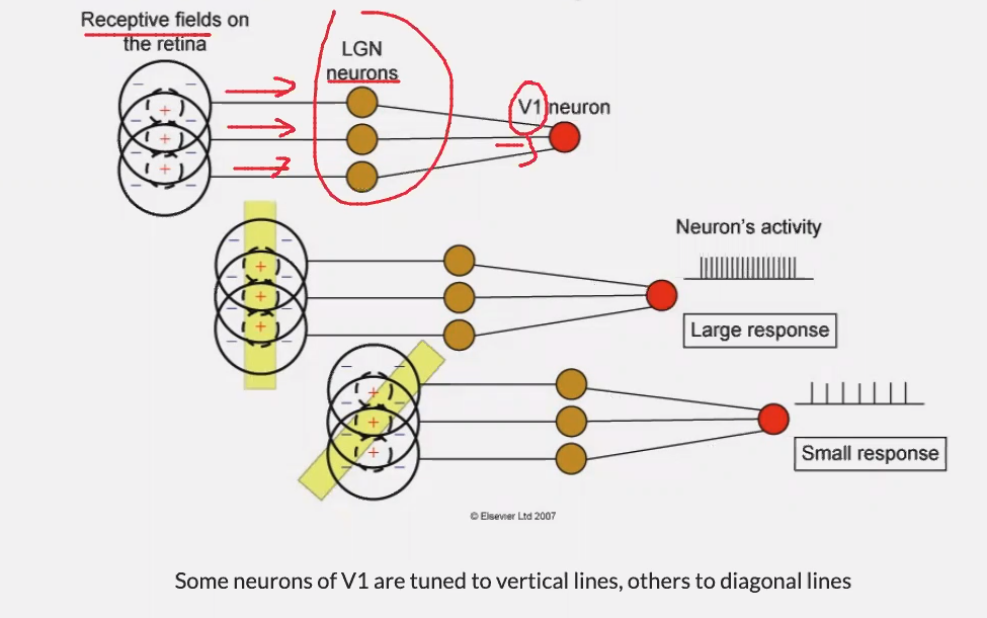 Receptive fields on
the retina
LGN
neurons
V1 neuron
Neuron's activity
Large response
Small response
© Elsevier Ltd 2007
Some neurons of V1 are tuned to vertical lines, others to diagonal lines